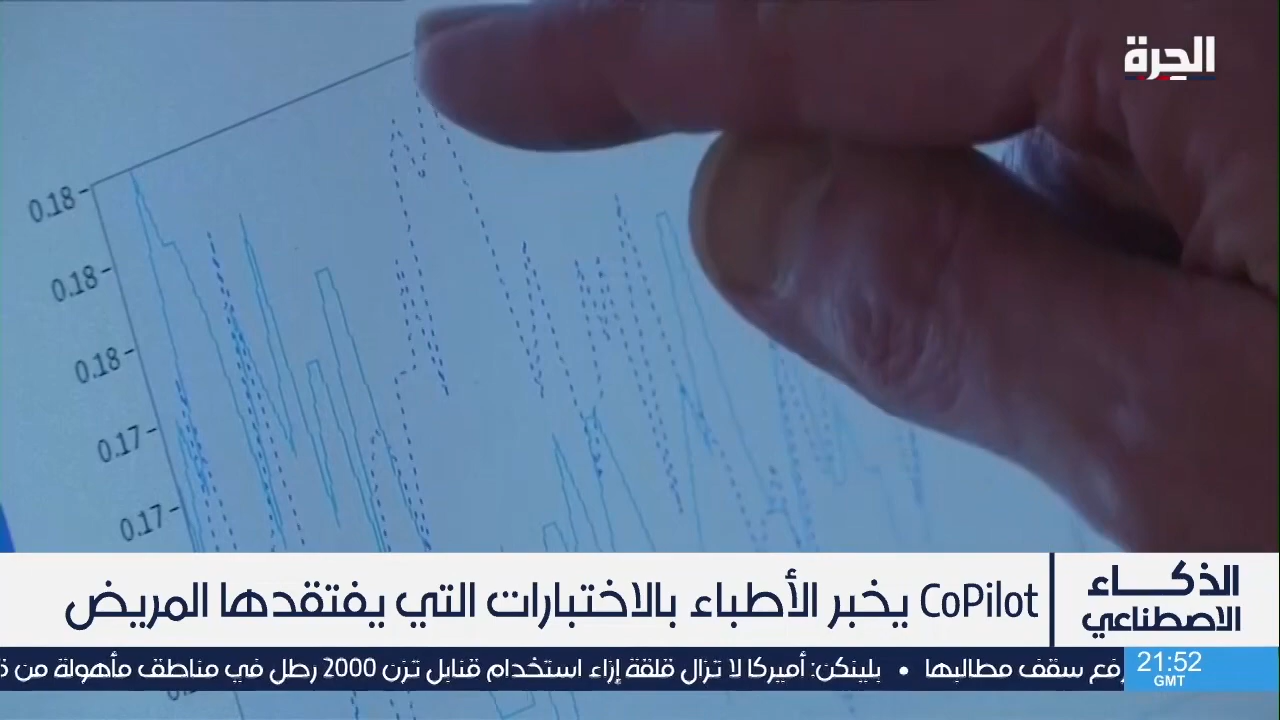 الحرة
0.18
0.18
0.18
0.17
0.17
الذكاء
الاصطناعي
CoPilot يخبر الأطباء بالاختبارات التي يفتقدها المريض
رفع سقف مطالبها • بلينكن: أميركا لا تزال قلقة إزاء استخدام قنابل تزن 2000 رطل في مناطق مأهولة من
21:52
GMT